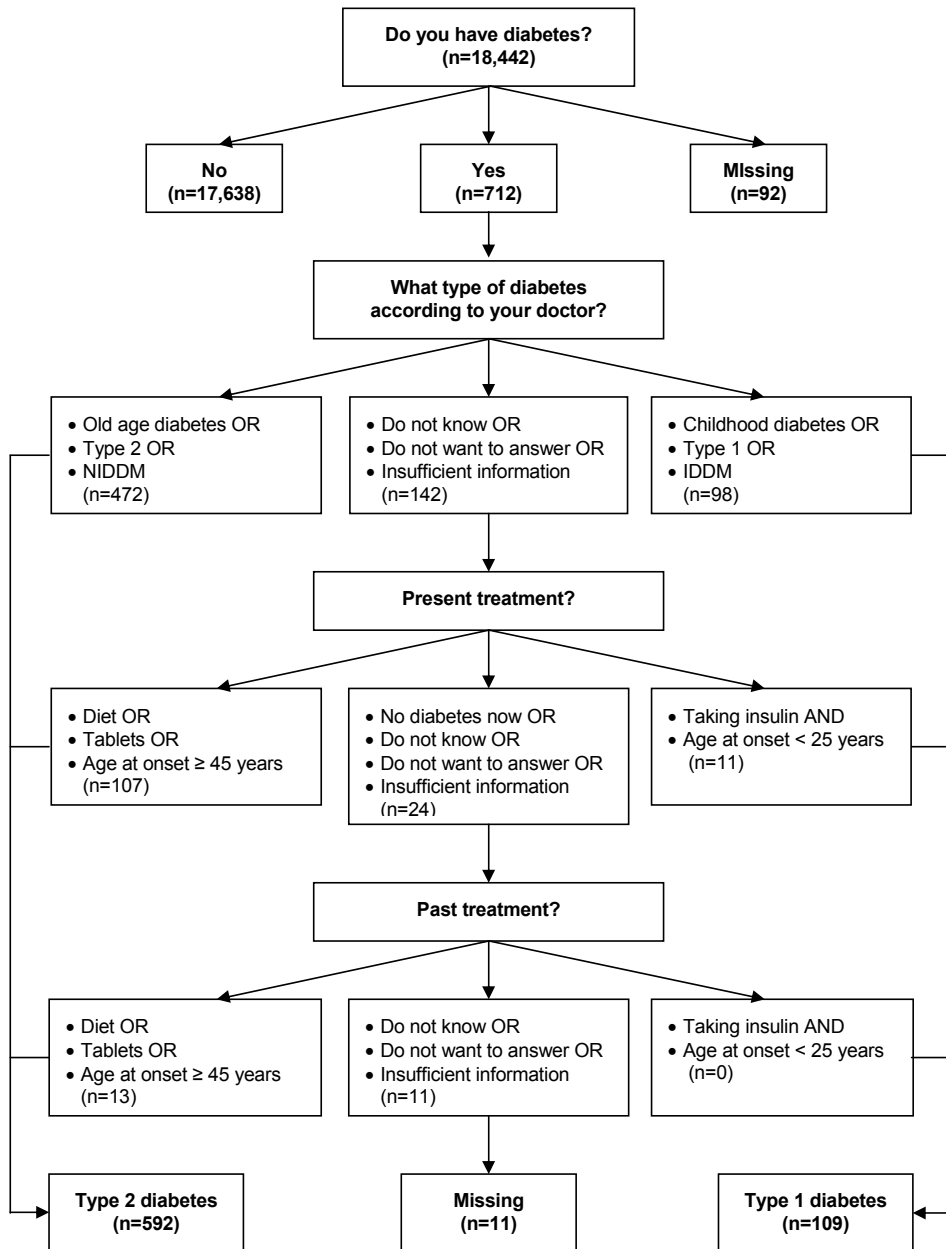 Do you have diabetes?
(n=18,442)
No
(n=17,638)
Yes
(n=712)
MIssing
(n=92)
What type of diabetes
according to your doctor?
• Old age diabetes OR
• Type 2 OR
• NIDDM
(n=472)
• Do not know OR
• Do not want to answer OR
• Insufficient information
(n=142)
• Childhood diabetes OR
• Type 1 OR
• IDDM
(n=98)
Present treatment?
• Diet OR
• Tablets OR
• Age at onset ≥ 45 years
(n=107)
• No diabetes now OR
• Do not know OR
• Do not want to answer OR
• Insufficient information
(n=24)
• Taking insulin AND
• Age at onset < 25 years
(n=11)
Past treatment?
• Diet OR
• Tablets OR
• Age at onset ≥ 45 years
(n=13)
• Do not know OR
• Do not want to answer OR
• Insufficient information
(n=11)
• Taking insulin AND
• Age at onset < 25 years
(n=0)
Type 2 diabetes
(n=592)
Missing
(n=11)
Type 1 diabetes
(n=109)